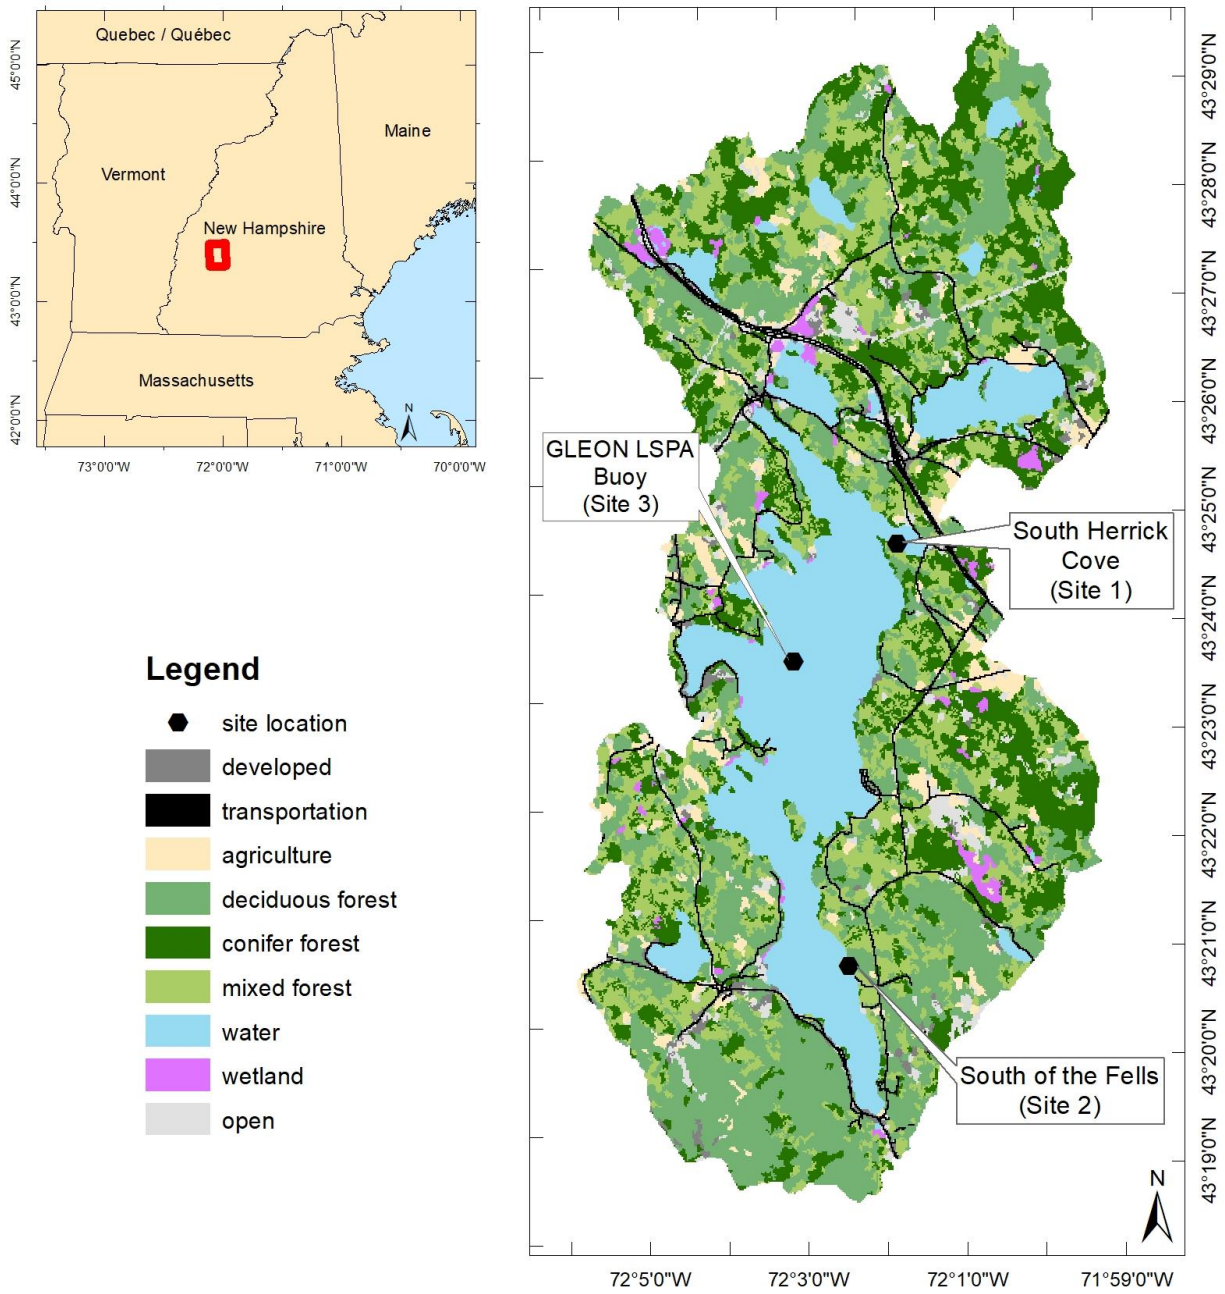 Quebec / Québec
Maine
Vermont
New Hampshire
Massachusetts
N
45°0'0"N
44°0'0"N
43°0'0"N
42°0'0"N
73°0'0"W
72°0'0"W
71°0'0"W
70°0'0"W
GLEON LSPA
Buoy
(Site 3)
South Herrick
Cove
(Site 1)
South of the Fells
(Site 2)
N
43°29'0"N
43°28'0"N
43°27'0"N
43°26'0"N
43°25'0"N
43°24'0"N
43°23'0"N
43°22'0"N
43°21'0"N
43°20'0"N
43°19'0"N
72°5'0"W
72°3'0"W
72°1'0"W
71°59'0"W
Legend
site location
developed
transportation
agriculture
deciduous forest
conifer forest
mixed forest
water
wetland
open